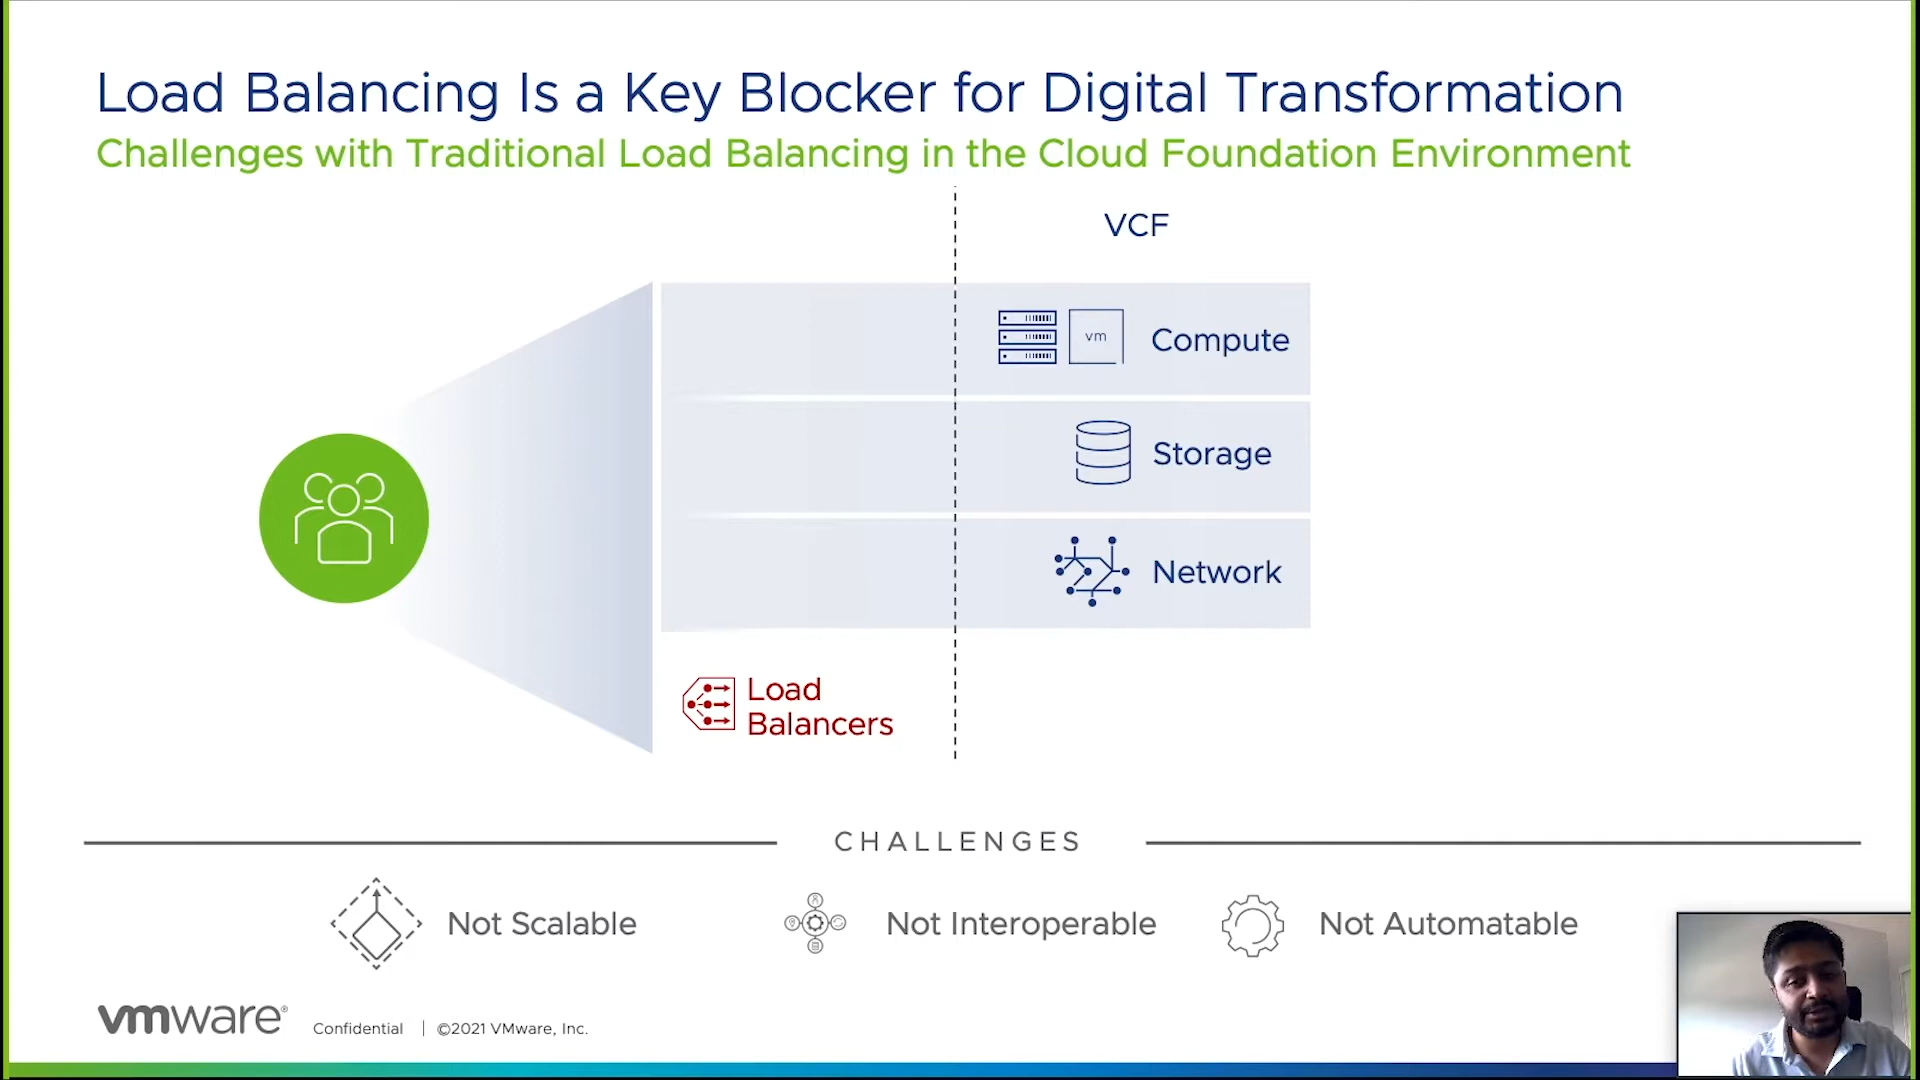 Load Balancing Is a Key Blocker for Digital Transformation
Challenges with Traditional Load Balancing in the Cloud Foundation Environment
VCF
vm
Compute
Storage
Network
Load
Balancers
CHALLENGES
Not Scalable
Not Interoperable
Not Automatable
vmware® Confidential | ©2021 VMware, Inc.